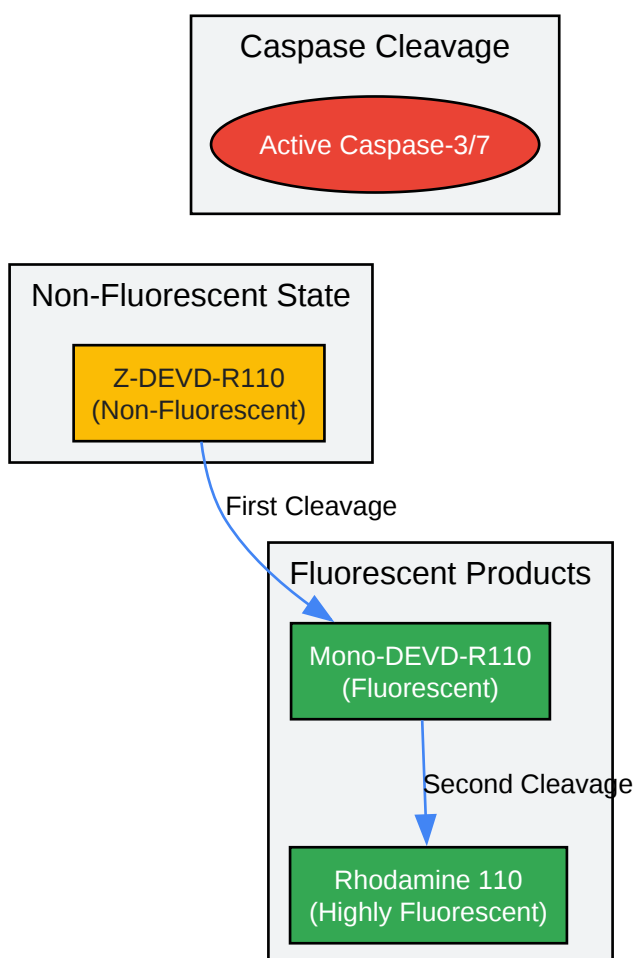 Caspase Cleavage
Active Caspase-3/7
Non-Fluorescent State
Z-DEVD-R110
(Non-Fluorescent)
First Cleavage
Fluorescent Products
Mono-DEVD-R110
(Fluorescent)
Second Cleavage
Rhodamine 110
(Highly Fluorescent)